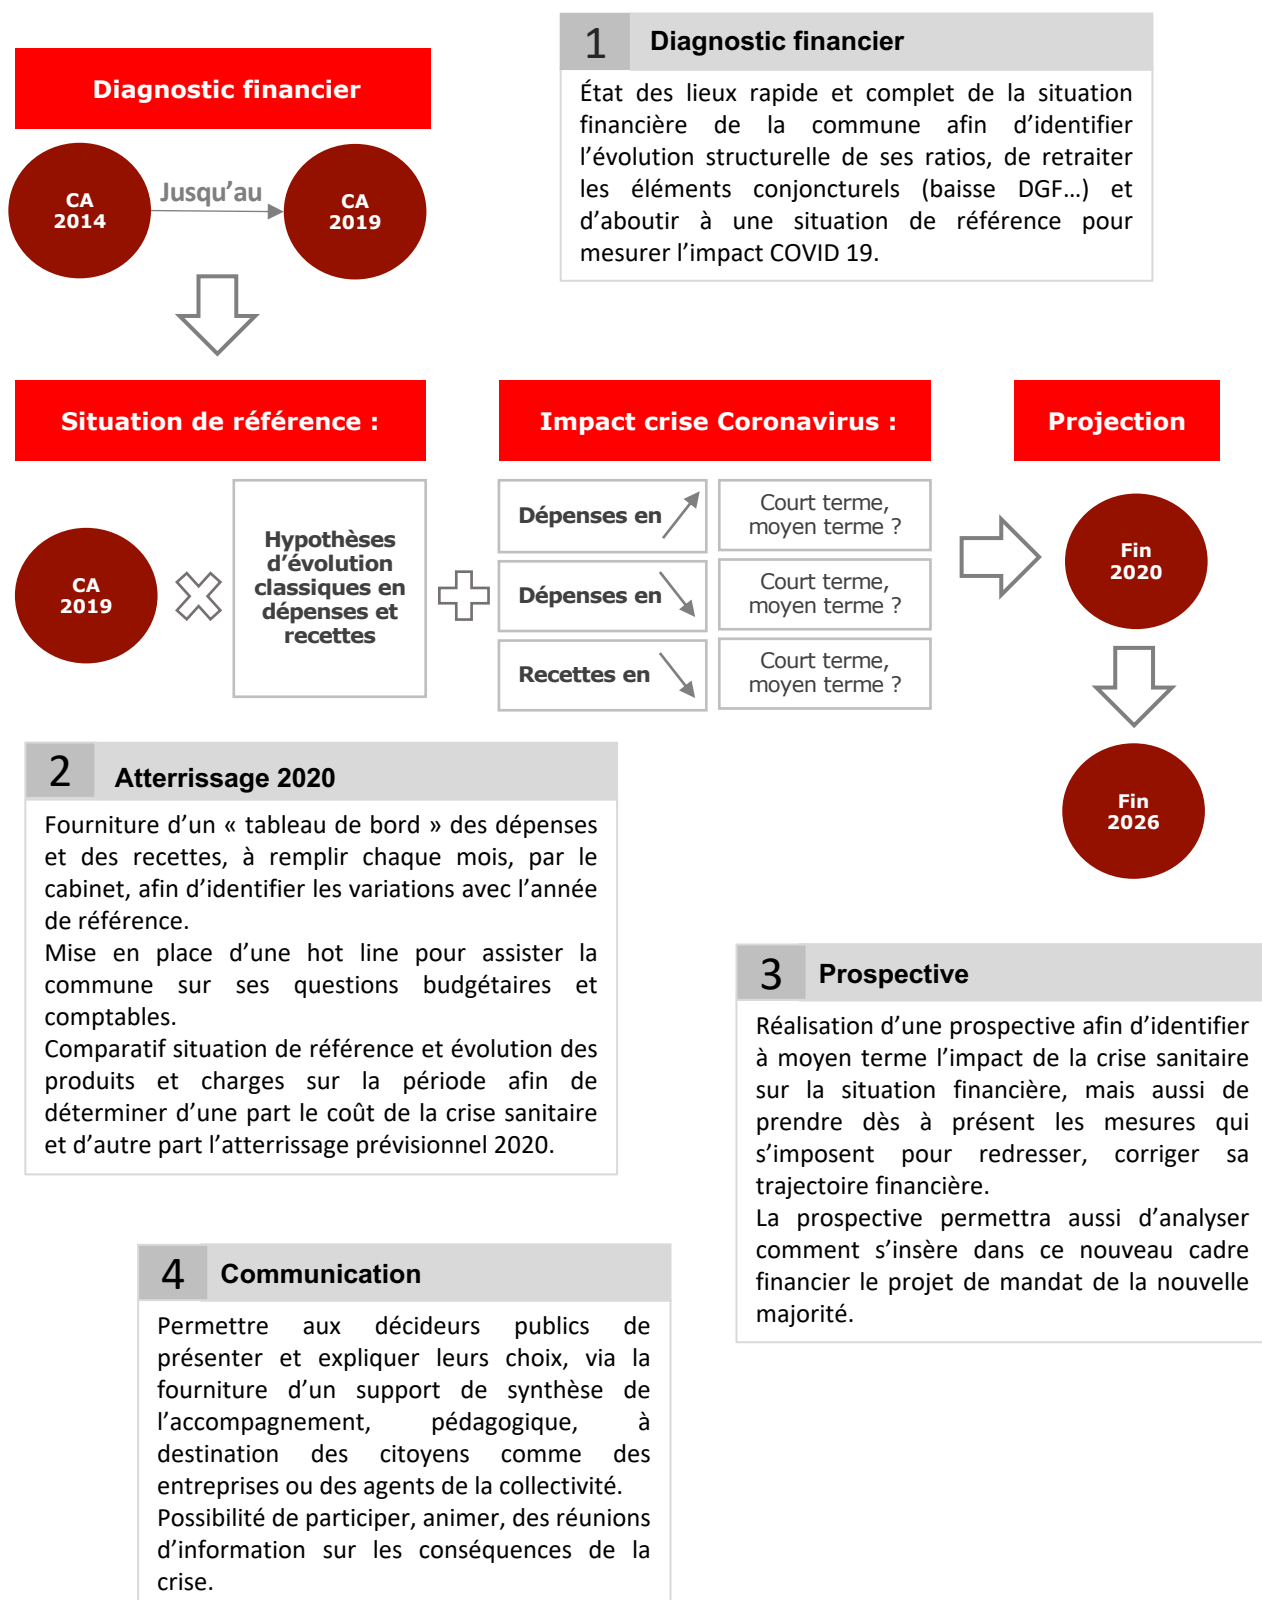 Diagnostic financier
CA
2014
Jusqu’au
CA
2019
1 Diagnostic financier
État des lieux rapide et complet de la situation
financière de la commune afin d’identifier
l’évolution structurelle de ses ratios, de retraiter
les éléments conjoncturels (baisse DGF…) et
d’aboutir à une situation de référence pour
mesurer l’impact COVID 19.
Situation de référence :
Impact crise Coronavirus :
Projection
CA
2019
Hypothèses
d’évolution
classiques en
dépenses et
recettes
Dépenses en
Court terme,
moyen terme ?
Dépenses en
Court terme,
moyen terme ?
Recettes en
Court terme,
moyen terme ?
Fin
2020
Fin
2026
2 Atterrissage 2020
Fourniture d’un « tableau de bord » des dépenses
et des recettes, à remplir chaque mois, par le
cabinet, afin d’identifier les variations avec l’année
de référence.
Mise en place d’une hot line pour assister la
commune sur ses questions budgétaires et
comptables.
Comparatif situation de référence et évolution des
produits et charges sur la période afin de
déterminer d’une part le coût de la crise sanitaire
et d’autre part l’atterrissage prévisionnel 2020.
3 Prospective
Réalisation d’une prospective afin d’identifier
à moyen terme l’impact de la crise sanitaire
sur la situation financière, mais aussi de
prendre dès à présent les mesures qui
s’imposent pour redresser, corriger sa
trajectoire financière.
La prospective permettra aussi d’analyser
comment s’insère dans ce nouveau cadre
financier le projet de mandat de la nouvelle
majorité.
4 Communication
Permettre aux décideurs publics de
présenter et expliquer leurs choix, via la
fourniture d’un support de synthèse de
l’accompagnement, pédagogique, à
destination des citoyens comme des
entreprises ou des agents de la collectivité.
Possibilité de participer, animer, des réunions
d’information sur les conséquences de la
crise.